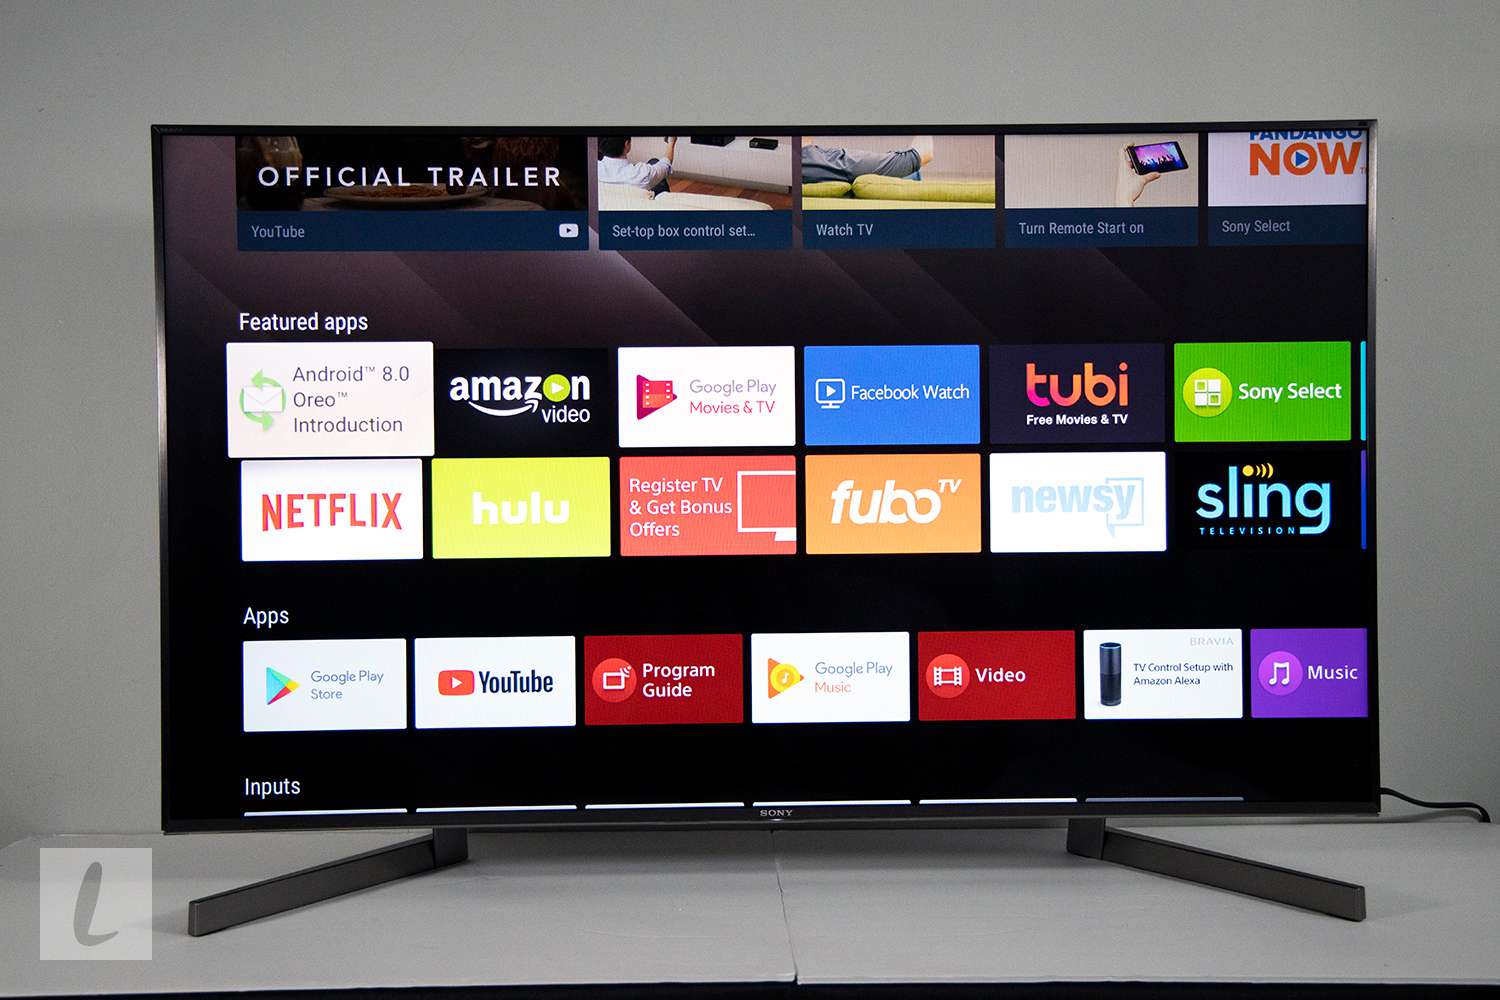 OFFICIAL TRAILER
FANDANGO
NOW
YouTube
Set-top box control set...
Watch TV
Turn Remote Start on
Sony Select
Featured apps
Android™ 8.0
Oreo™
Introduction
amazon
video
Google Play
Movies & TV
Facebook Watch
tubi
Free Movies & TV
Sony Select
NETFLIX
hulu
Register TV
& Get Bonus
Offers
fubo TV
newsy
sling
TELEVISION
Apps
Google Play
Store
YouTube
Program
Guide
Google Play
Music
Video
BRAVIA
TV Control Setup with
Amazon Alexa
Music
Inputs
SONY
l